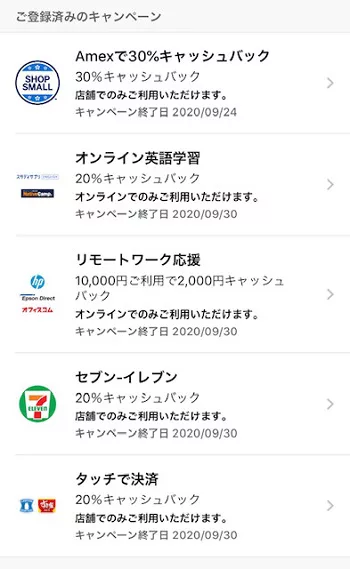 ご登録済みのキャンペーン
Amexで30%キャッシュバック
30%キャッシュバック
店舗でのみご利用いただけます。
キャンペーン終了日 2020/09/24
SHOP
SMALL
オンライン英語学習
20%キャッシュバック
オンラインでのみご利用いただけます。
キャンペーン終了日 2020/09/30
スタディサプリ
NativeCamp.
リモートワーク応援
10,000円ご利用で2,000円キャッシュ
バック
オンラインでのみご利用いただけます。
キャンペーン終了日 2020/09/30
hp
Epson Direct
オフィスコム
セブン-イレブン
20%キャッシュバック
店舗でのみご利用いただけます。
キャンペーン終了日 2020/09/30
7
ELEVEN
タッチで決済
20%キャッシュバック
店舗でのみご利用いただけます。
キャンペーン終了日 2020/09/30
すき家